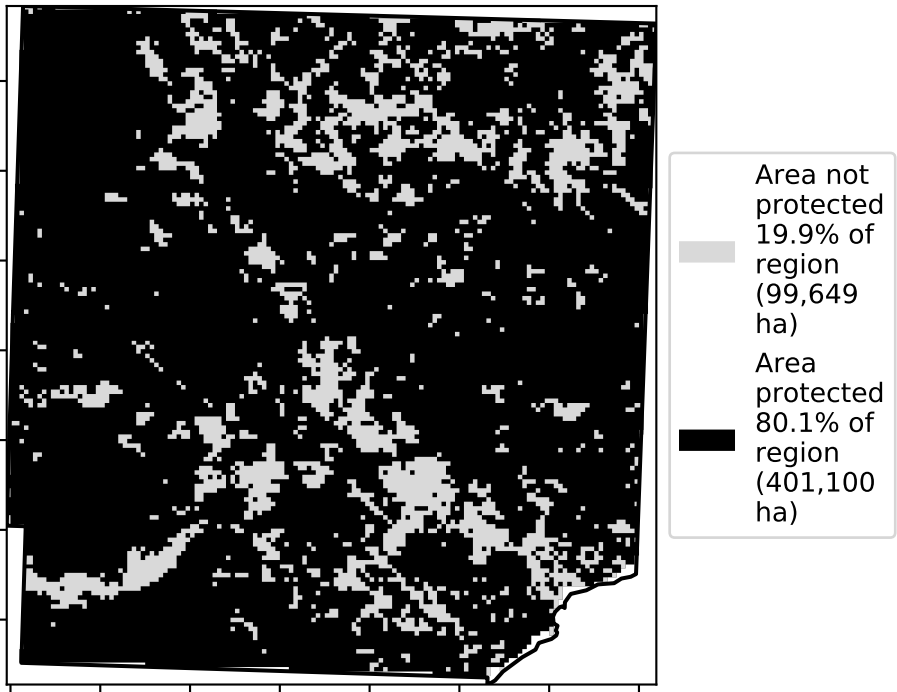 Area not
protected
19.9% of
region
(99,649
ha)
Area
protected
80.1% of
region
(401,100
ha)